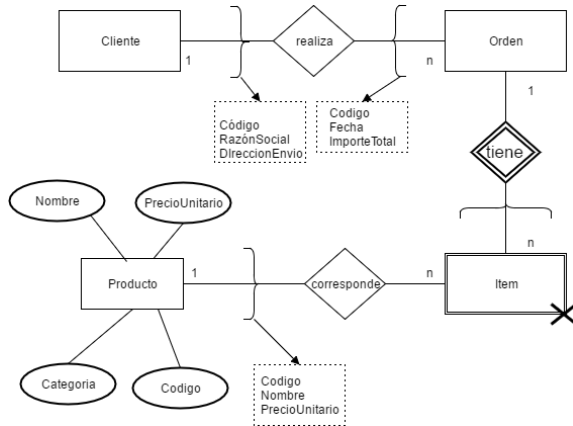 Cliente
realiza
Orden
1
n
1
Código
RazónSocial
DIreccionEnvio
Codigo
Fecha
ImporteTotal
tiene
Nombre
PrecioUnitario
n
Producto
1
corresponde
n
Item
Categoria
Codigo
Codigo
Nombre
PrecioUnitario